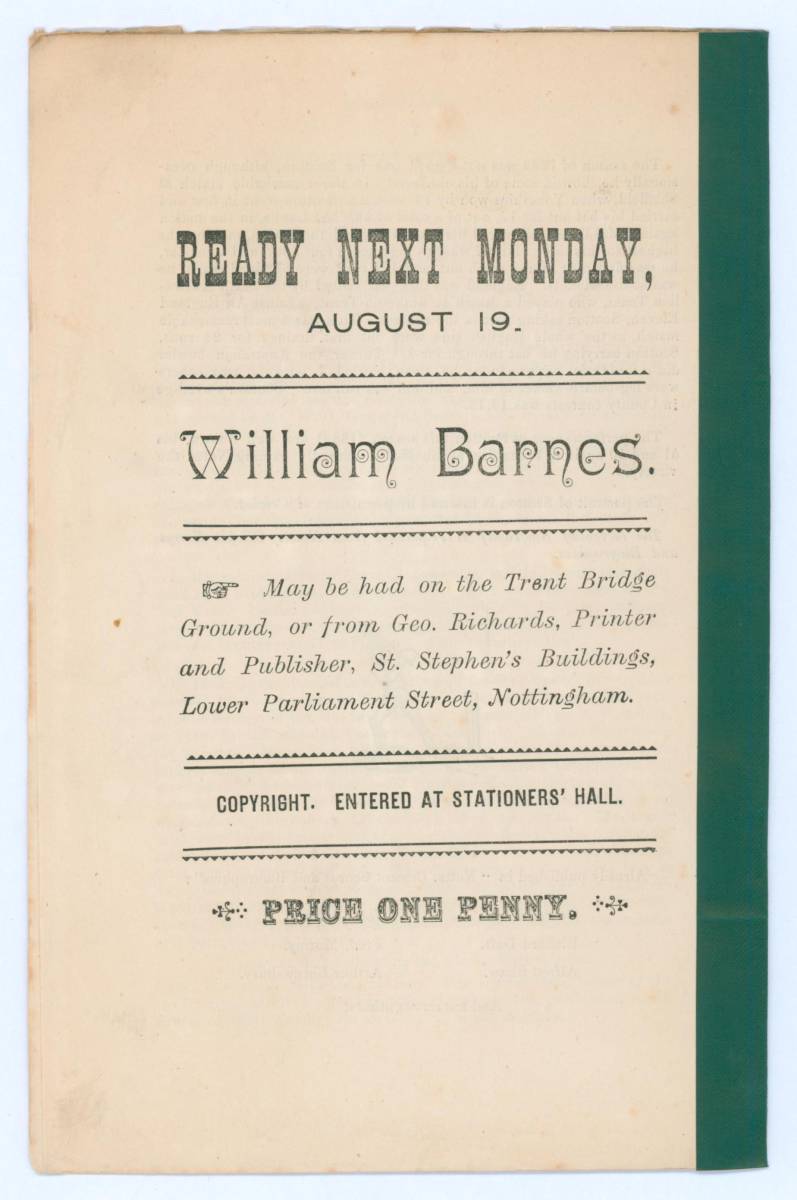 READY NEXT MONDAY,
AUGUST 19.
William Barnes.
☞ May be had on the Trent Bridge
Ground, or from Geo. Richards, Printer
and Publisher, St. Stephen's Buildings,
Lower Parliament Street, Nottingham.
COPYRIGHT. ENTERED AT STATIONERS' HALL.
PRICE ONE PENNY.